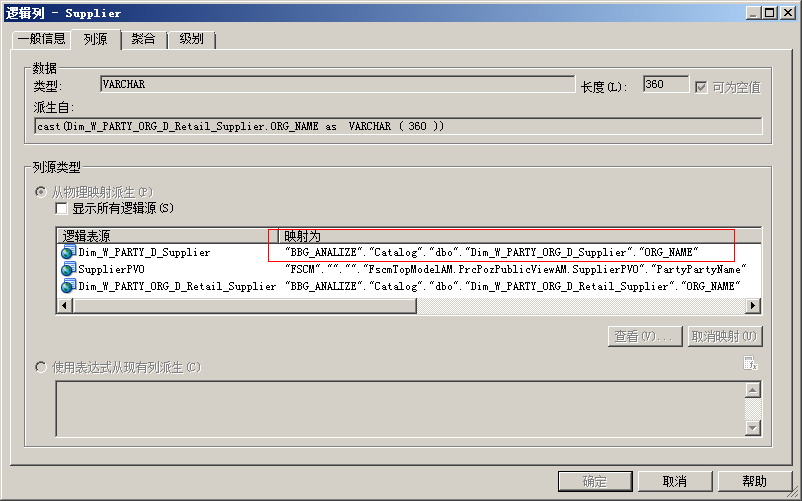 逻辑列 - Supplier
一般信息 列源 聚合 级别
数据
类型: VARCHAR 长度(L): 360 可为空值
派生自:
cast(Dim_W_PARTY_ORG_D_Retail_Supplier.ORG_NAME as VARCHAR ( 360 ))
列源类型
从物理映射派生(P)
显示所有逻辑源(S)
逻辑表源 映射为
Dim_W_PARTY_D_Supplier "BBG_ANALIZE"."Catalog"."dbo"."Dim_W_PARTY_ORG_D_Supplier"."ORG_NAME"
SupplierPVO "FSCM"."".""."FscmTopModelAM.PrcPozPublicViewAM.SupplierPVO"."PartyPartyName"
Dim_W_PARTY_ORG_D_Retail_Supplier "BBG_ANALIZE"."Catalog"."dbo"."Dim_W_PARTY_ORG_D_Retail_Supplier"."ORG_NAME"
查看(V)... 取消映射(U)
使用表达式从现有列派生(C)
确定 取消 帮助